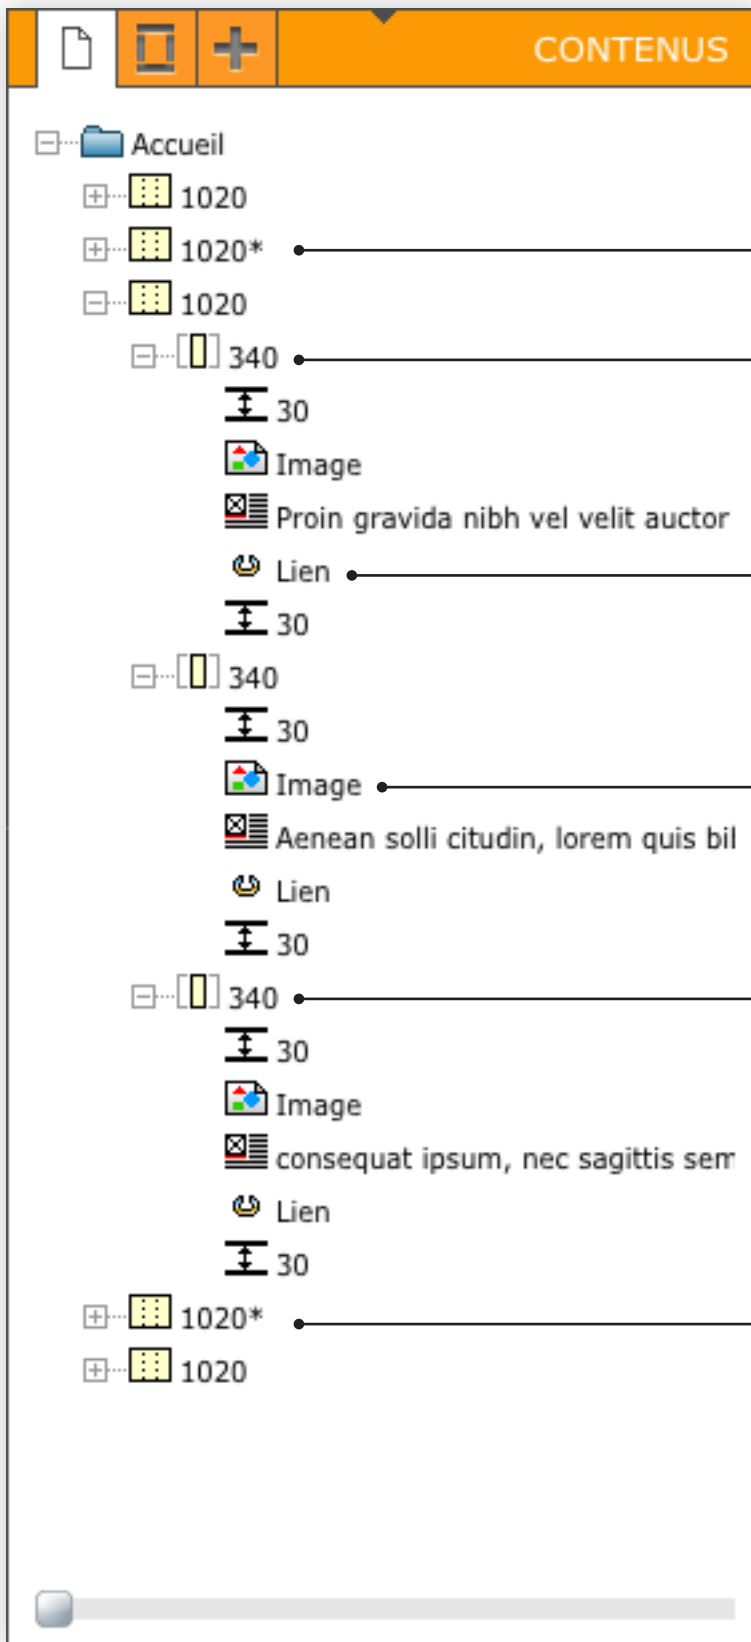 CONTENUS
Accueil
1020
1020*
1020
340
30
Image
Proin gravida nibh vel velit auctor
Lien
30
340
30
Image
Aenean solli citudin, lorem quis bil
Lien
30
340
30
Image
consequat ipsum, nec sagittis sem
Lien
30
1020*
1020